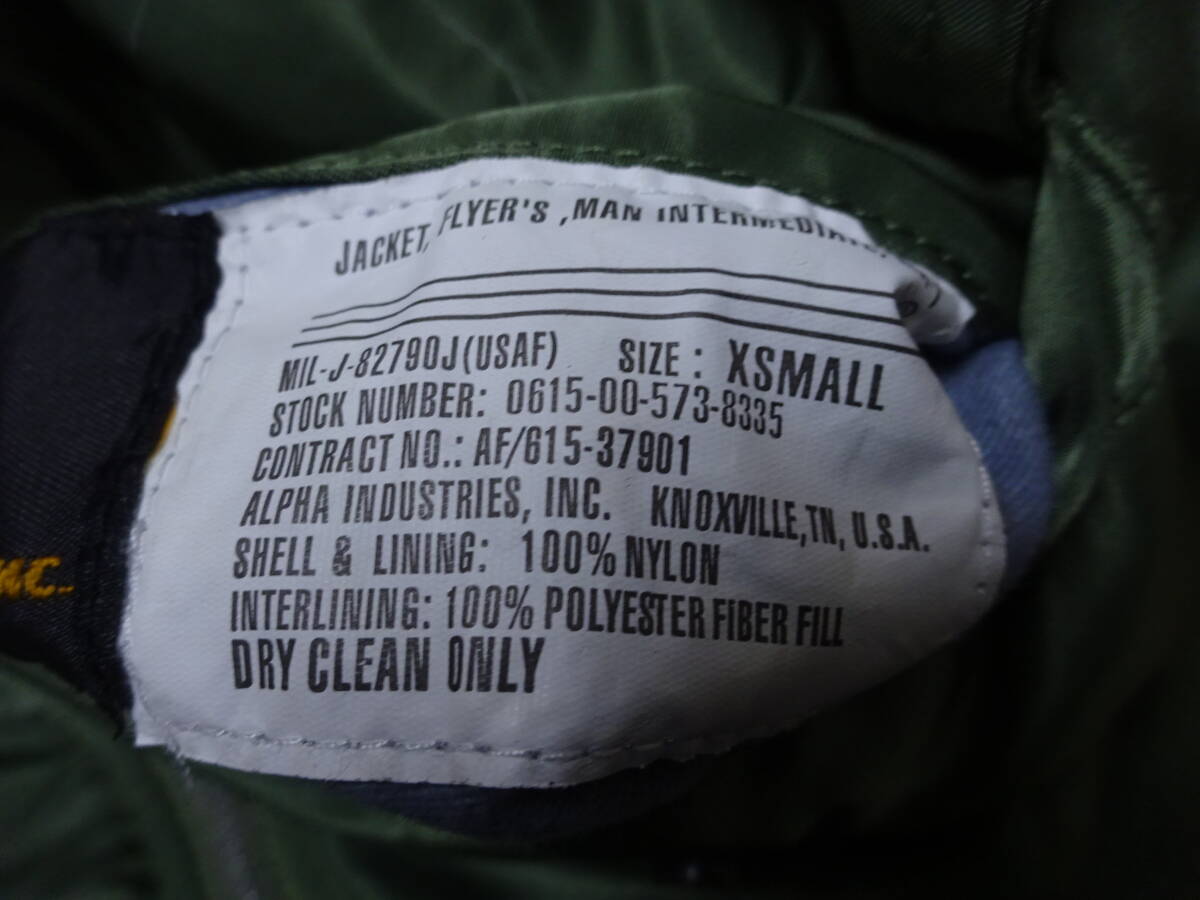 JACKET, FLYER'S ,MAN INTERMEDIATE,
MIL-J-82790J(USAF) SIZE : XSMALL
STOCK NUMBER: 0615-00-573-8335
CONTRACT NO.: AF/615-37901
ALPHA INDUSTRIES, INC. KNOXVILLE,TN, U.S.A.
SHELL & LINING: 100% NYLON
INTERLINING: 100% POLYESTER FIBER FILL
DRY CLEAN ONLY